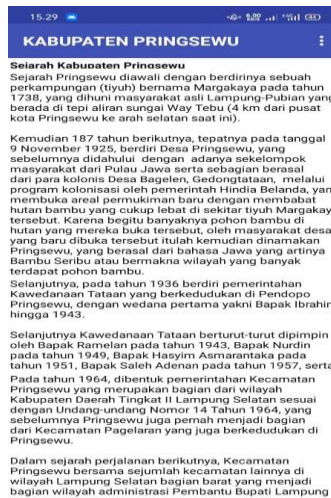 15.29
KABUPATEN PRINGSEWU
Sejarah Kabupaten Pringsewu
Sejarah Pringsewu diawali dengan berdirinya sebuah
perkampungan (tiyuh) bernama Margakaya pada tahun
1738, yang dihuni masyarakat asli Lampung-Pubian yang
berada di tepi aliran sungai Way Tebu (4 km dari pusat
kota Pringsewu ke arah selatan saat ini).
Kemudian 187 tahun berikutnya, tepatnya pada tanggal
9 November 1925, berdiri Desa Pringsewu, yang
sebelumnya didahului dengan adanya sekelompok
masyarakat dari Pulau Jawa serta sebagian berasal
dari para kolonis Desa Bagelen, Gedongtataan, melalui
program kolonisasi oleh pemerintah Hindia Belanda, yan
membuka areal permukiman baru dengan membabat
hutan bambu yang cukup lebat di sekitar tiyuh Margakay
tersebut. Karena begitu banyaknya pohon bambu di
hutan yang mereka buka tersebut, oleh masyarakat desa
yang baru dibuka tersebut itulah kemudian dinamakan
Pringsewu, yang berasal dari bahasa Jawa yang artinya
Bambu Seribu atau bermakna wilayah yang banyak
terdapat pohon bambu.
Selanjutnya, pada tahun 1936 berdiri pemerintahan
Kawedanaan Tataan yang berkedudukan di Pendopo
Pringsewu, dengan wedana pertama yakni Bapak Ibrahim
hingga 1943.
Selanjutnya Kawedanaan Tataan berturut-turut dipimpin
oleh Bapak Ramelan pada tahun 1943, Bapak Nurdin
pada tahun 1949, Bapak Hasyim Asmarantaka pada
tahun 1951, Bapak Saleh Adenan pada tahun 1957, serta
Pada tahun 1964, dibentuk pemerintahan Kecamatan
Pringsewu yang merupakan bagian dari wilayah
Kabupaten Daerah Tingkat II Lampung Selatan sesuai
dengan Undang-undang Nomor 14 Tahun 1964, yang
sebelumnya Pringsewu juga pernah menjadi bagian
dari Kecamatan Pagelaran yang juga berkedudukan di
Pringsewu.
Dalam sejarah perjalanan berikutnya, Kecamatan
Pringsewu bersama sejumlah kecamatan lainnya di
wilayah Lampung Selatan bagian barat yang menjadi
bagian wilayah administrasi Pembantu Bupati Lampung